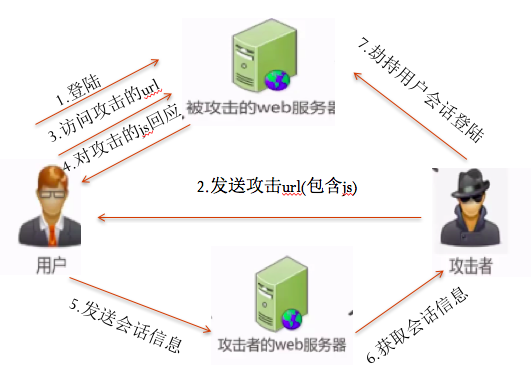 1.登陆
3.访问攻击的url
4.对攻击的js回应
被攻击的web服务器
7.劫持用户会话登陆
2.发送攻击url(包含js)
用户
攻击者
5.发送会话信息
攻击者的web服务器
6.获取会话信息